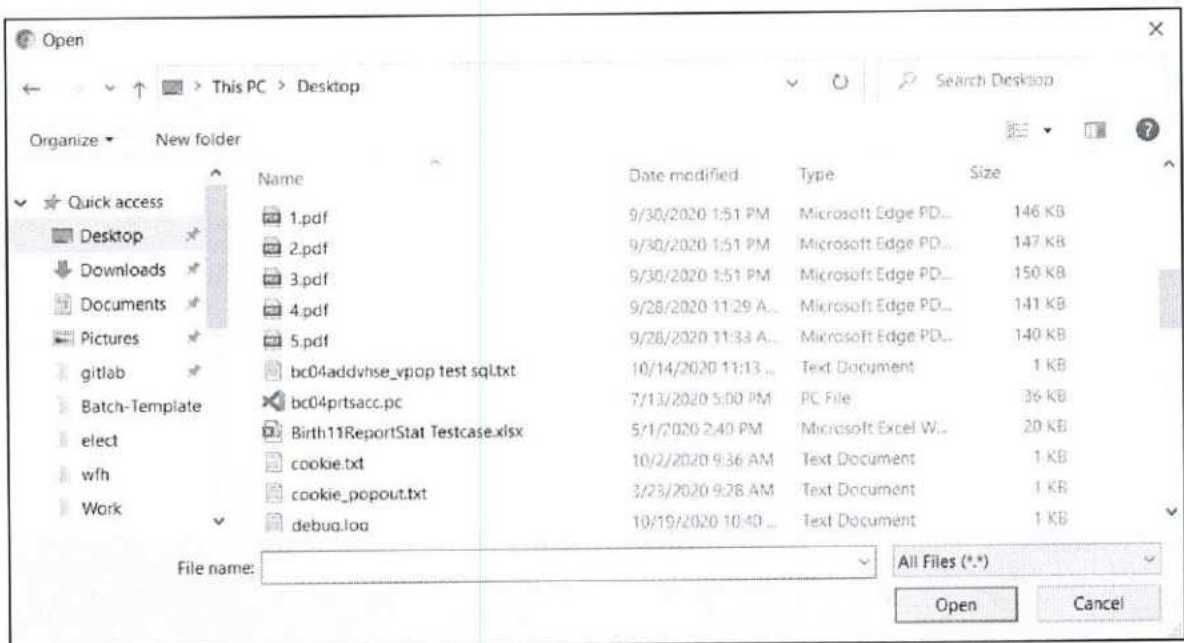 Open
This PC > Desktop
Search Desktop
Organize
New folder
Name Date modified Type Size
Quick access
Desktop
Downloads
Documents
Pictures
gitlab
Batch-Template
elect
wfh
Work
1.pdf 9/30/2020 1:51 PM Microsoft Edge PD... 146 KB
2.pdf 9/30/2020 1:51 PM Microsoft Edge PD... 147 KB
3.pdf 9/30/2020 1:51 PM Microsoft Edge PD... 150 KB
4.pdf 9/28/2020 11:29 A... Microsoft Edge PD... 141 KB
5.pdf 9/28/2020 11:33 A... Microsoft Edge PD... 140 KB
bc04addvhse_vpop test sql.txt 10/14/2020 11:13 ... Text Document 1 KB
bc04prtsacc.pc 7/13/2020 5:00 PM PC File 36 KB
Birth11ReportStat Testcase.xlsx 5/1/2020 2:40 PM Microsoft Excel W... 20 KB
cookie.txt 10/2/2020 9:36 AM Text Document 1 KB
cookie_popout.txt 3/23/2020 9:28 AM Text Document 1 KB
debug.log 10/19/2020 10:40 ... Text Document 1 KB
File name:
All Files (*.*)
Open
Cancel